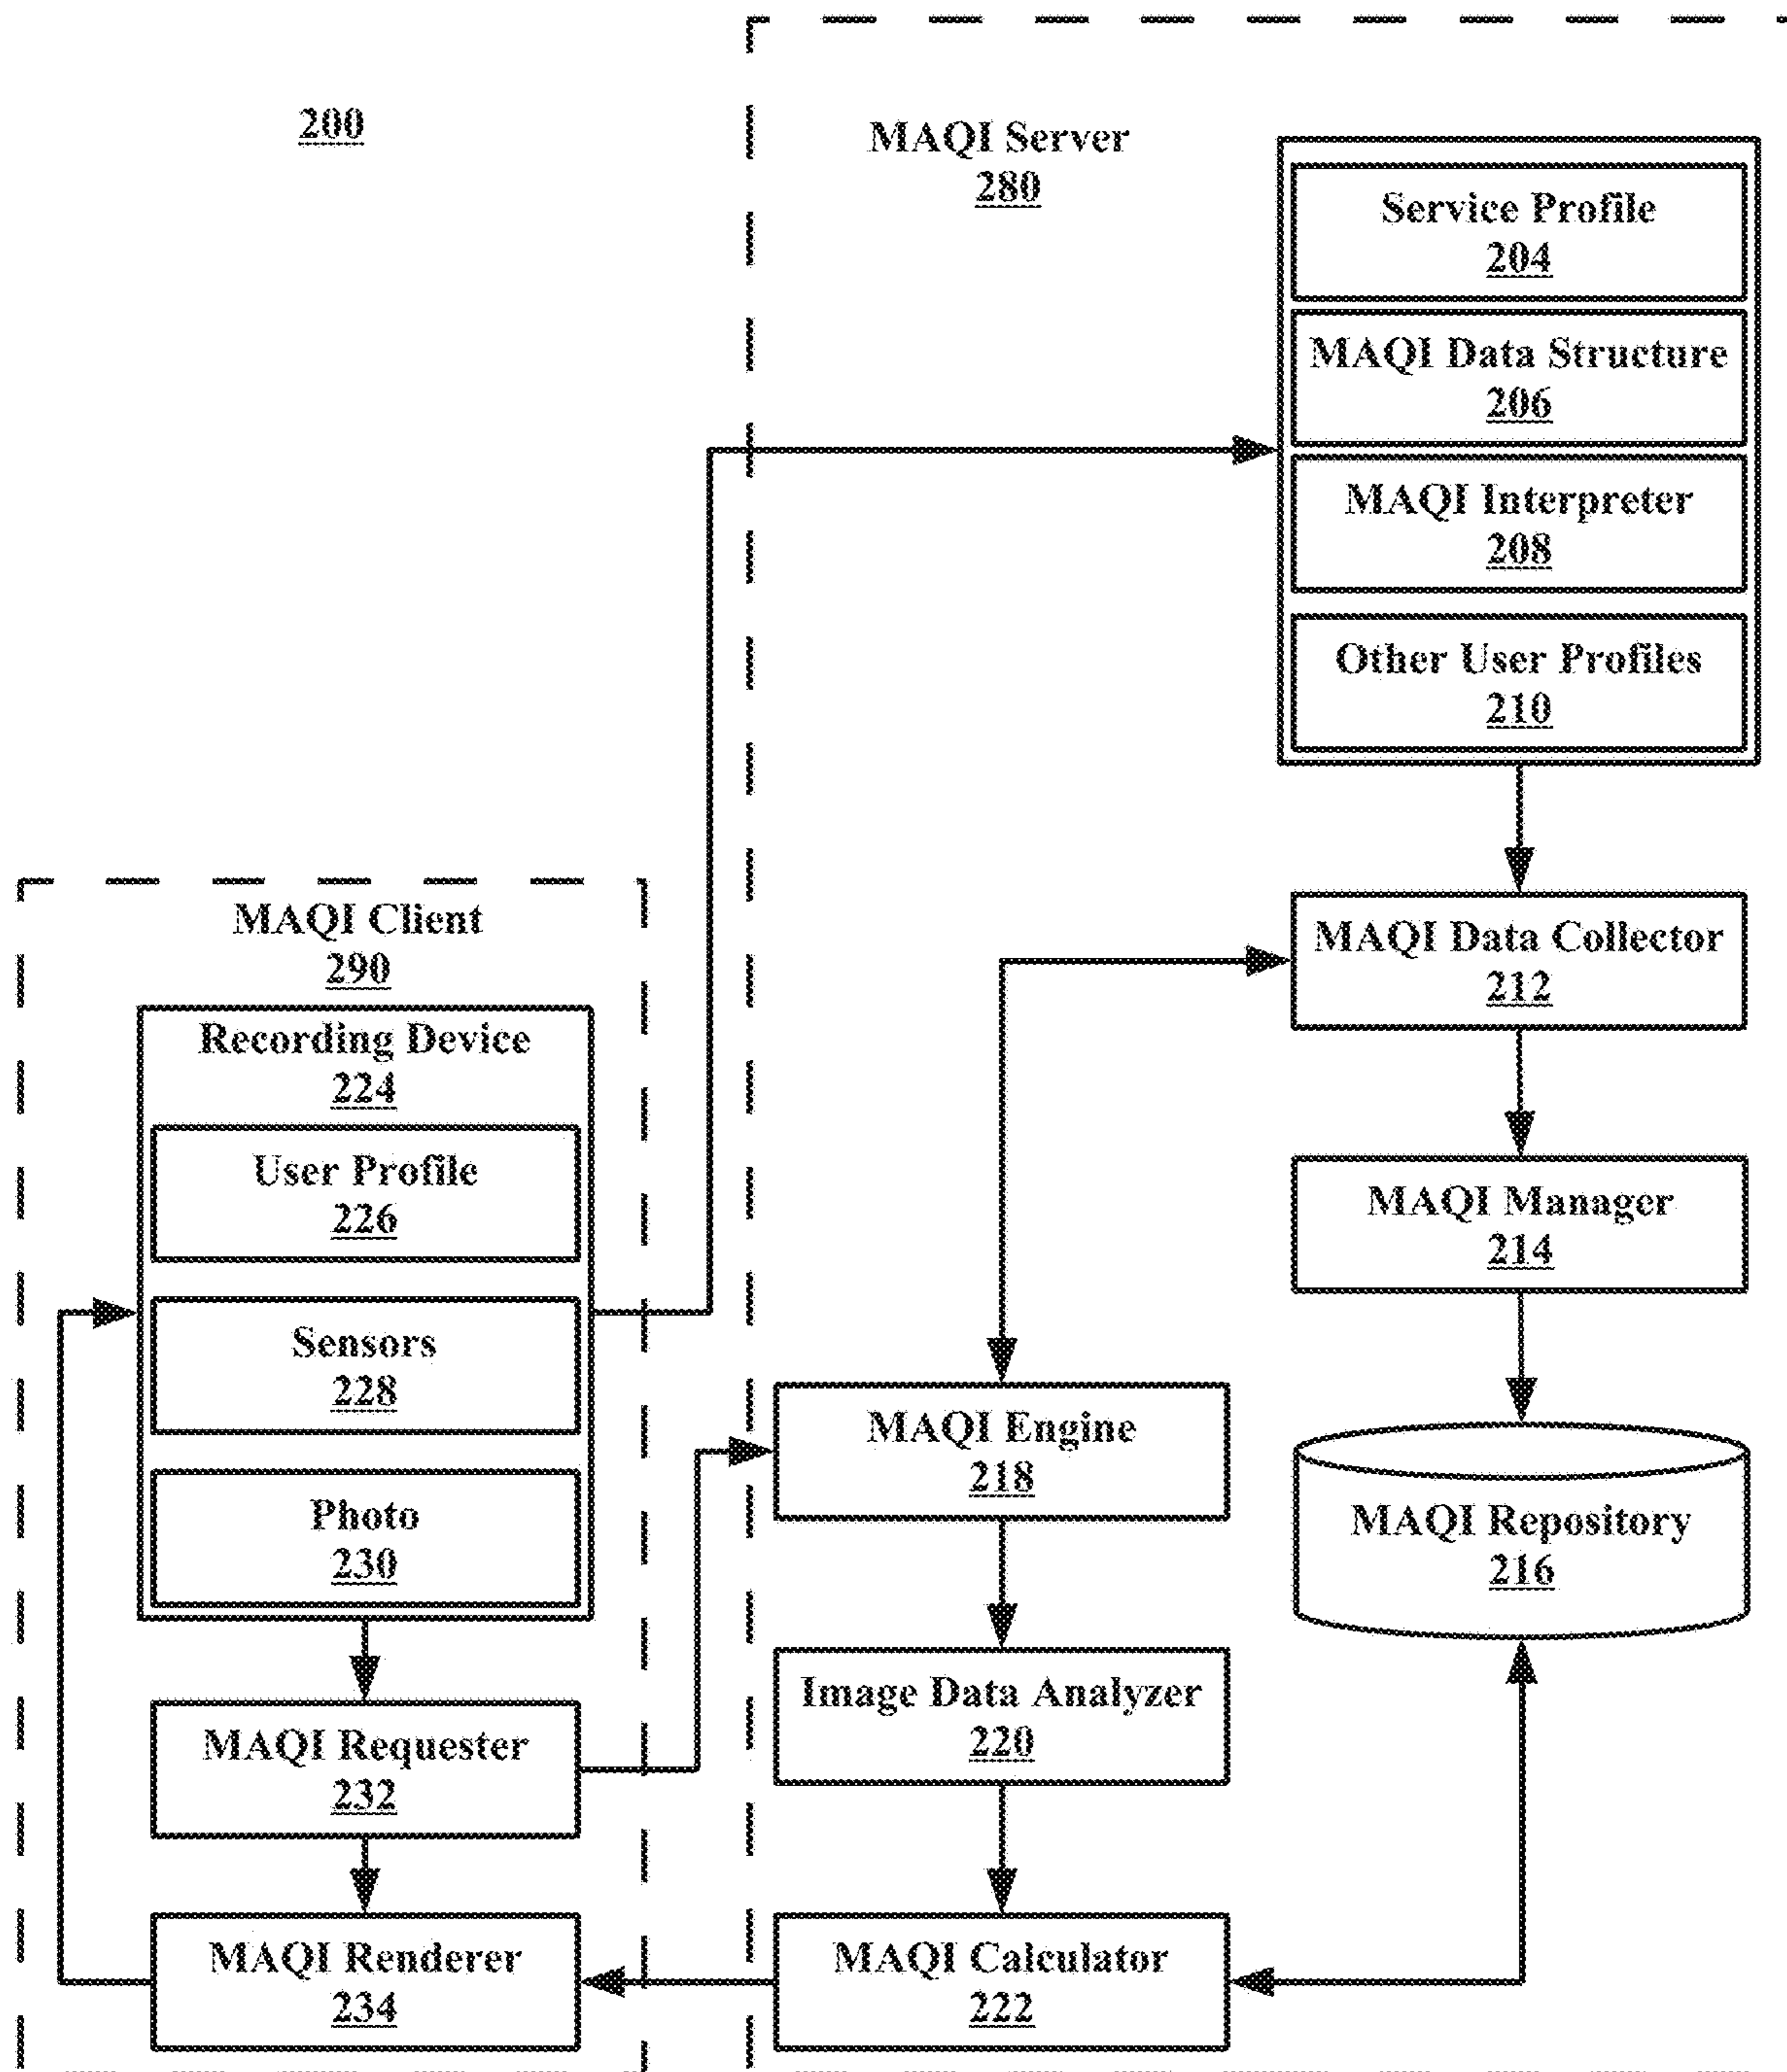 200
MAQI Server
280
Service Profile
204
MAQI Data Structure
206
MAQI Interpreter
208
Other User Profiles
210
MAQI Client
290
Recording Device
224
User Profile
226
Sensors
228
Photo
230
MAQI Requester
232
MAQI Renderer
234
MAQI Data Collector
212
MAQI Manager
214
MAQI Repository
216
MAQI Engine
218
Image Data Analyzer
220
MAQI Calculator
222